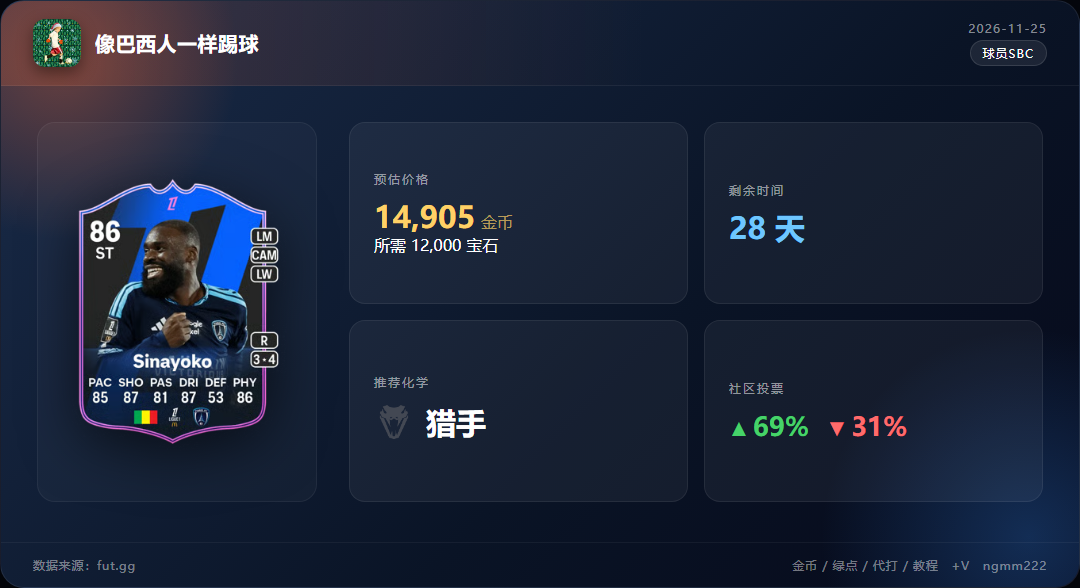 像巴西人一样踢球
2026-11-25
球员SBC
86
ST
LM
CAM
LW
R
3·4
Sinayoko
PAC SHO PAS DRI DEF PHY
85 87 81 87 53 86
预估价格
14,905 金币
所需 12,000 宝石
剩余时间
28 天
推荐化学
猎手
社区投票
▲69% ▼31%
数据来源：fut.gg
金币 / 绿点 / 代打 / 教程 +V ngmm222